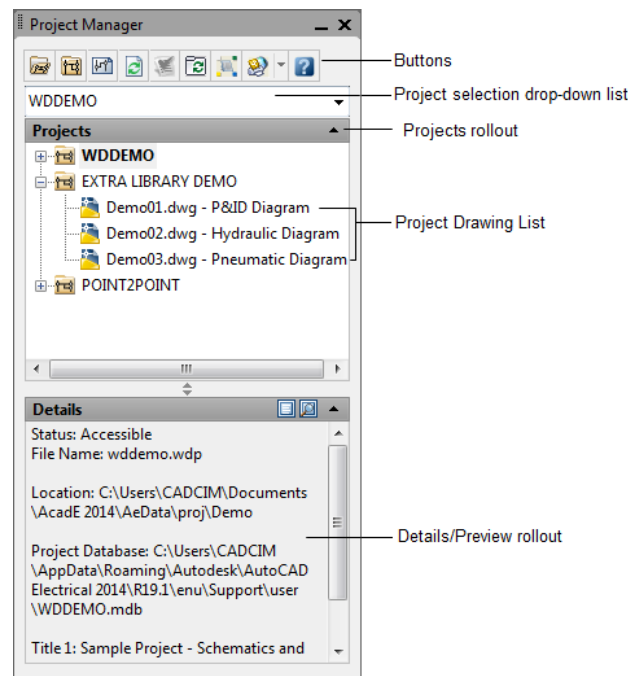 Project Manager
Buttons
WDDEMO
Project selection drop-down list
Projects
Projects rollout
WDDEMO
EXTRA LIBRARY DEMO
Demo01.dwg - P&ID Diagram
Demo02.dwg - Hydraulic Diagram
Demo03.dwg - Pneumatic Diagram
Project Drawing List
POINT2POINT
Details
Status: Accessible
File Name: wddemo.wdp
Location: C:\Users\CADCIM\Documents
\AcadE 2014\AeData\proj\Demo
Details/Preview rollout
Project Database: C:\Users\CADCIM
\AppData\Roaming\Autodesk\AutoCAD
Electrical 2014\R19.1\enu\Support\user
\WDDEMO.mdb
Title 1: Sample Project - Schematics and